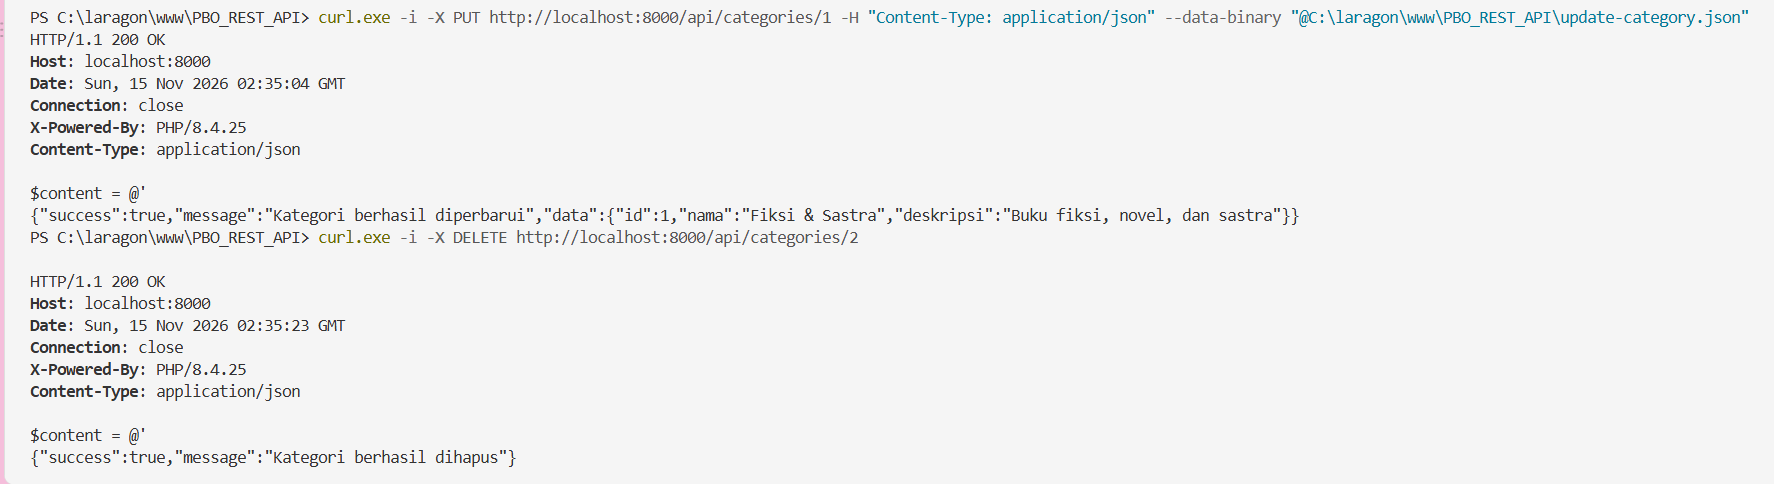 PS C:\laragon\www\PBO_REST_API> curl.exe -i -X PUT http://localhost:8000/api/categories/1 -H "Content-Type: application/json" --data-binary "@C:\laragon\www\PBO_REST_API\update-category.json"
HTTP/1.1 200 OK
Host: localhost:8000
Date: Sun, 15 Nov 2026 02:35:04 GMT
Connection: close
X-Powered-By: PHP/8.4.25
Content-Type: application/json

$content = @'
{"success":true,"message":"Kategori berhasil diperbarui","data":{"id":1,"nama":"Fiksi & Sastra","deskripsi":"Buku fiksi, novel, dan sastra"}}
PS C:\laragon\www\PBO_REST_API> curl.exe -i -X DELETE http://localhost:8000/api/categories/2

HTTP/1.1 200 OK
Host: localhost:8000
Date: Sun, 15 Nov 2026 02:35:23 GMT
Connection: close
X-Powered-By: PHP/8.4.25
Content-Type: application/json

$content = @'
{"success":true,"message":"Kategori berhasil dihapus"}